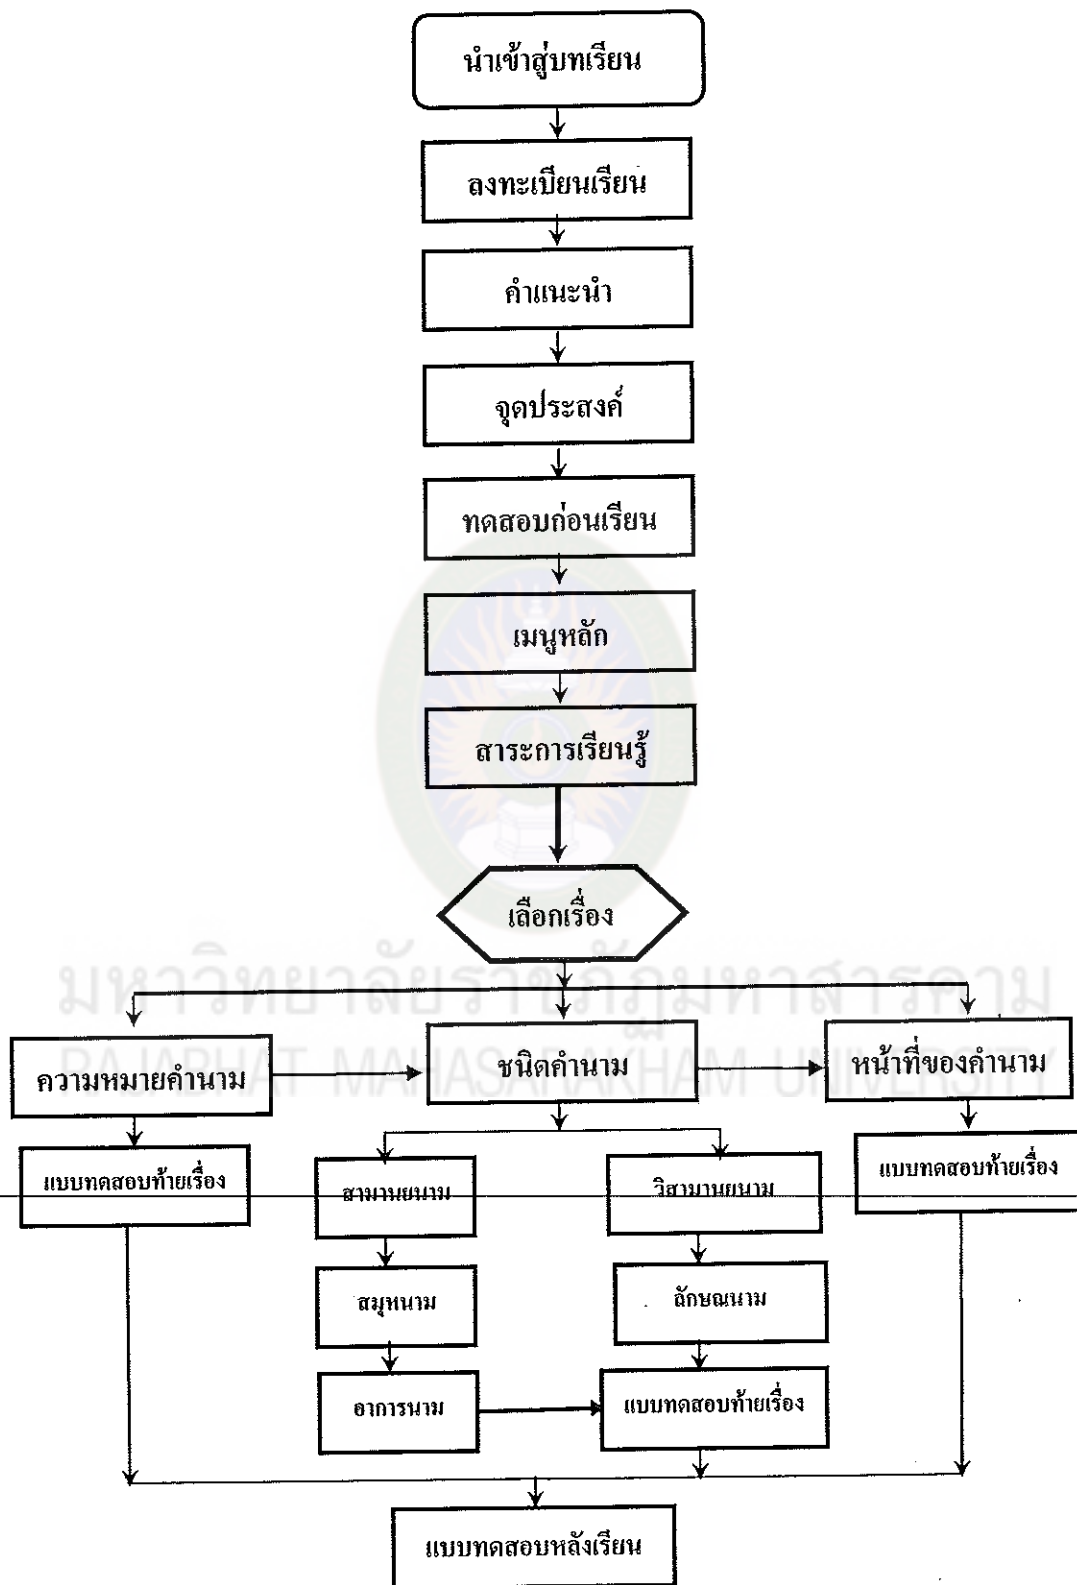 นำเข้าสู่บทเรียน
ลงทะเบียนเรียน
คำแนะนำ
จุดประสงค์
ทดสอบก่อนเรียน
เมนูหลัก
สาระการเรียนรู้
เลือกเรื่อง
มหาวิทยาลัยราชภัฏมหาสารคาม
RAJABHAT MAHASARAKHAM UNIVERSITY
ความหมายคำนาม
ชนิดคำนาม
หน้าที่ของคำนาม
แบบทดสอบท้ายเรื่อง
สามานยนาม
วิสามานยนาม
แบบทดสอบท้ายเรื่อง
สมุหนาม
ลักษณนาม
อาการนาม
แบบทดสอบท้ายเรื่อง
แบบทดสอบหลังเรียน